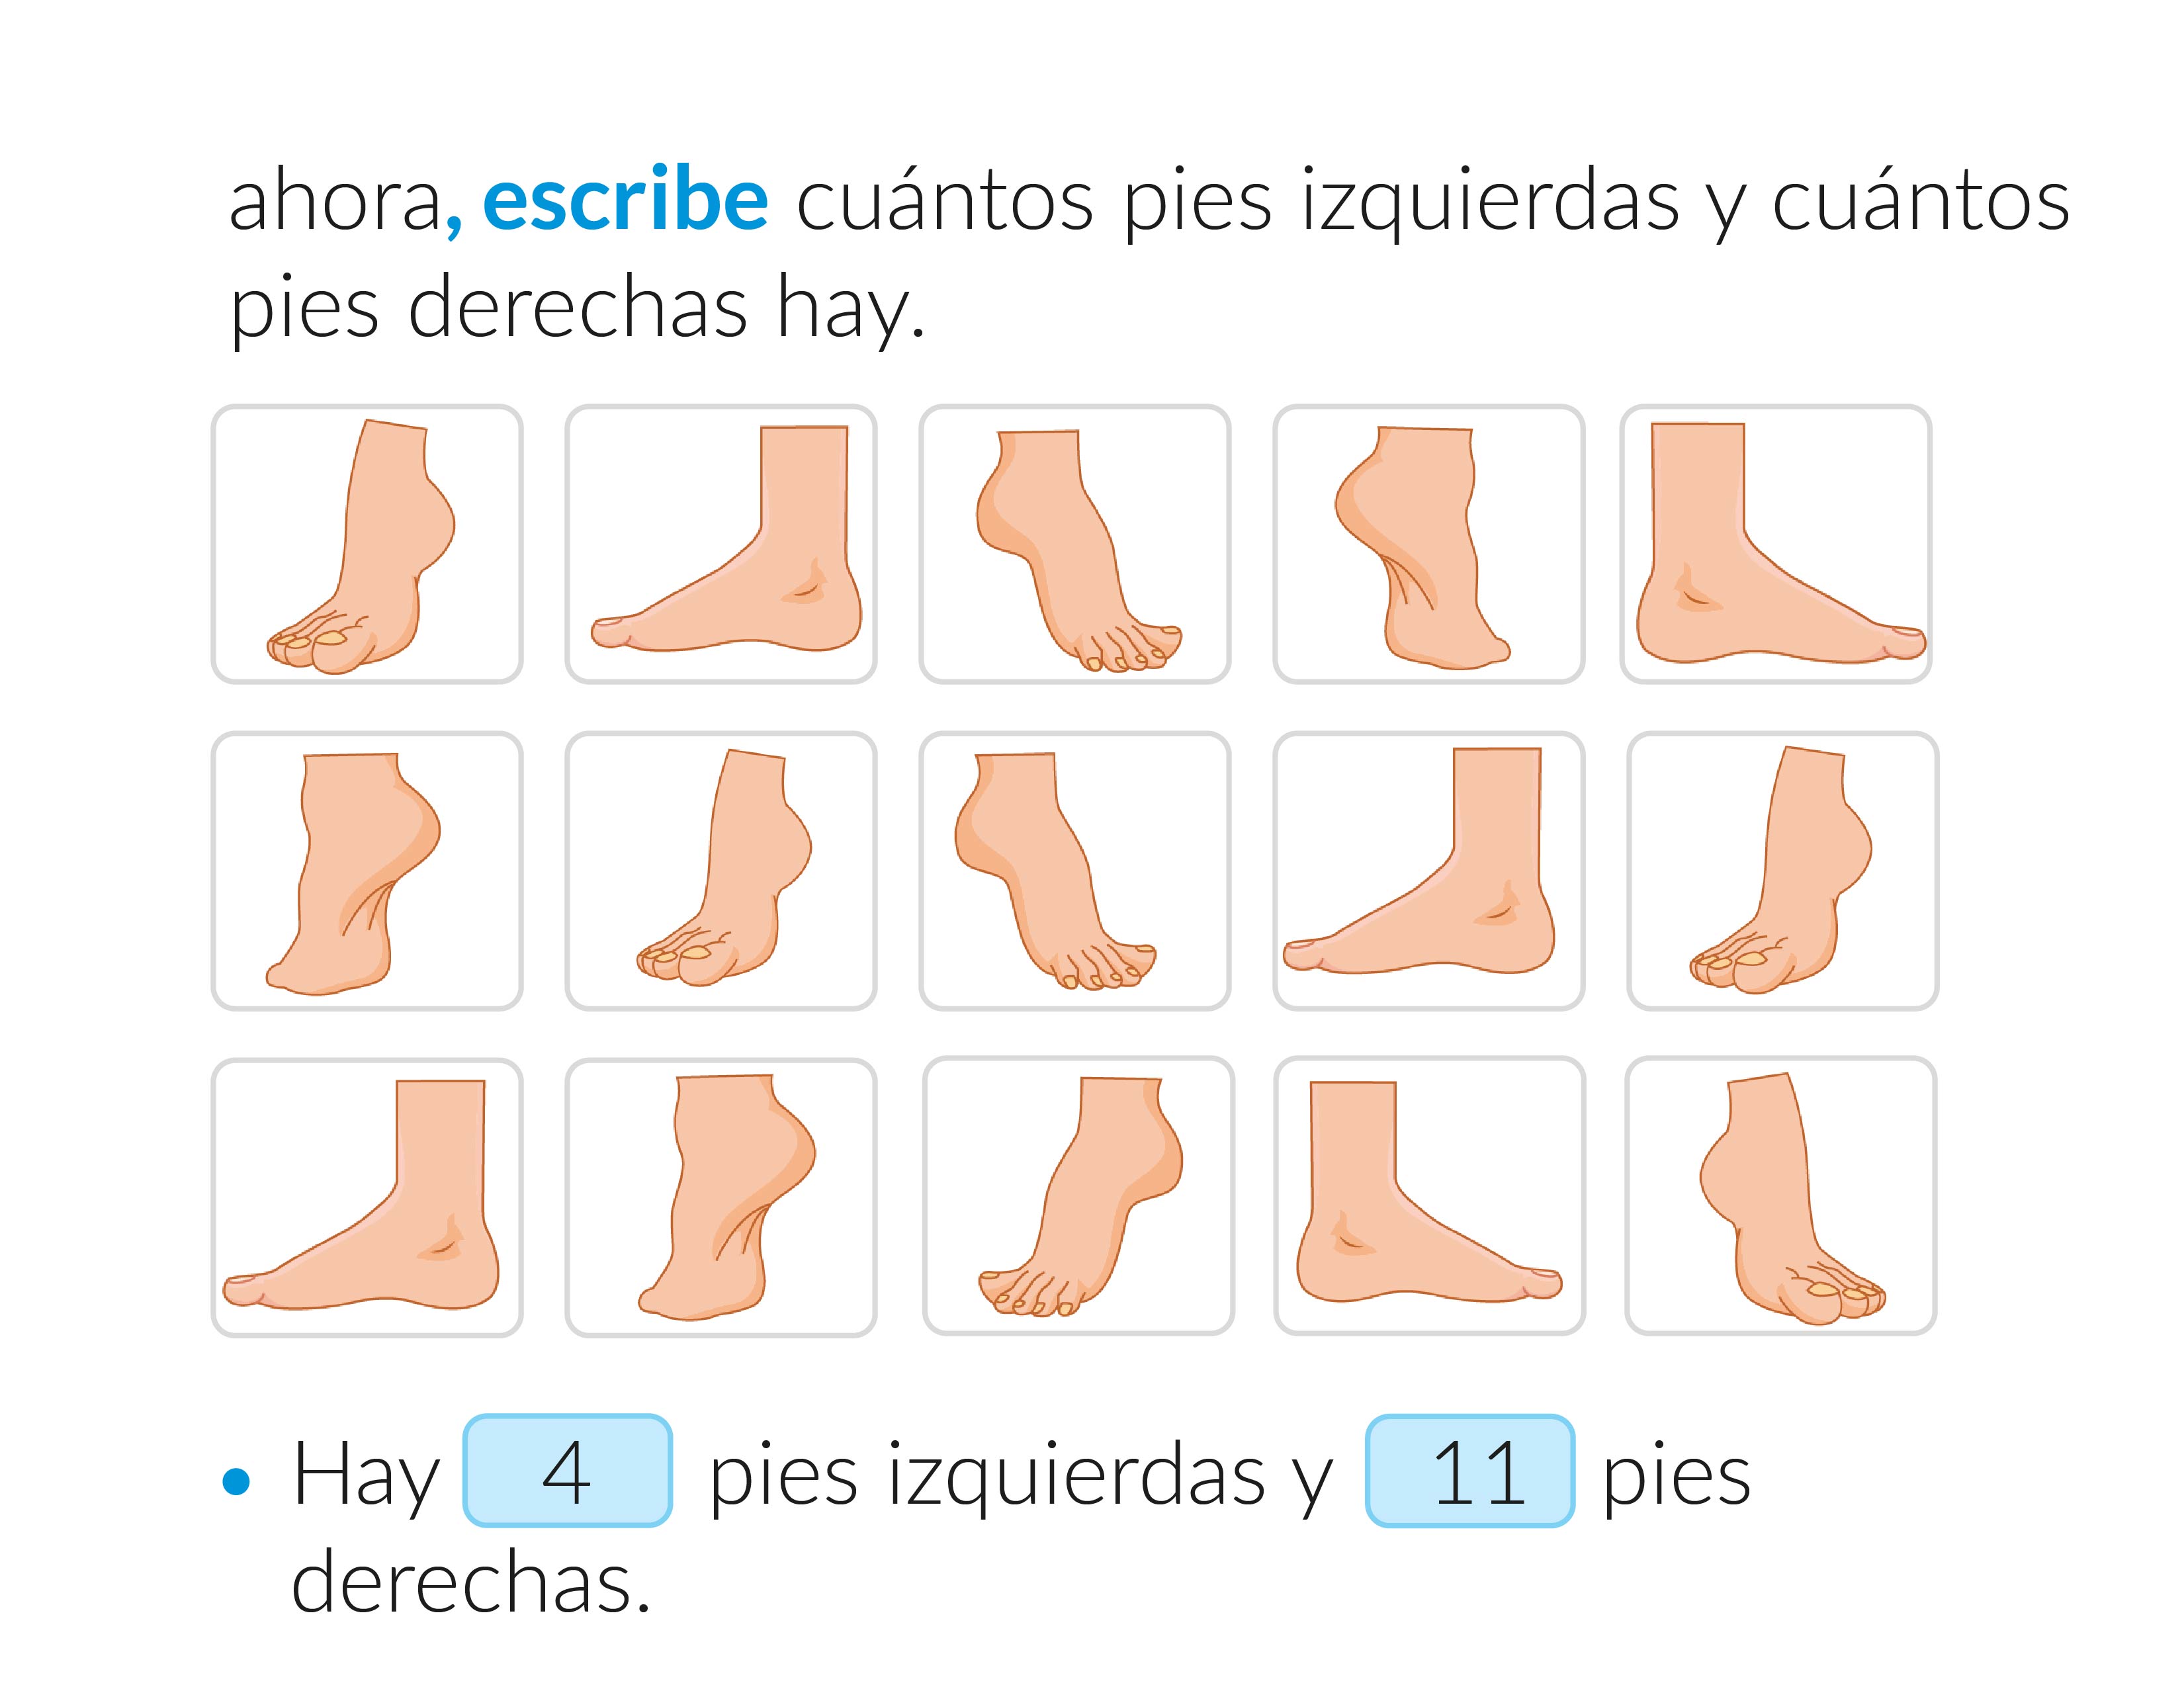 ahora, escribe cuántos pies izquierdas y cuántos
pies derechas hay.
• Hay 4 pies izquierdas y 11 pies
derechas.